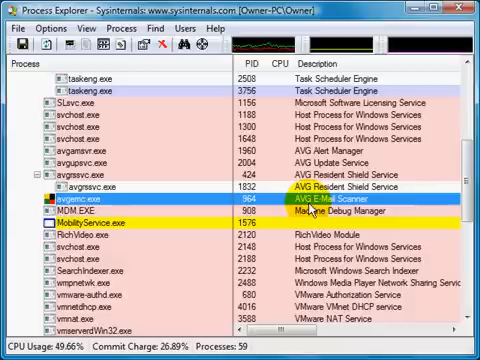 Process Explorer - Sysinternals: www.sysinternals.com [Owner-PC\Owner]
File Options View Process Find Users Help
Process PID CPU Description
taskeng.exe 2508 Task Scheduler Engine
taskeng.exe 3756 Task Scheduler Engine
SLsvc.exe 1156 Microsoft Software Licensing Service
svchost.exe 1188 Host Process for Windows Services
svchost.exe 1300 Host Process for Windows Services
svchost.exe 1648 Host Process for Windows Services
avgamsvr.exe 1960 AVG Alert Manager
avgupsvc.exe 2004 AVG Update Service
avgrssvc.exe 424 AVG Resident Shield Service
avgrssvc.exe 1832 AVG Resident Shield Service
avgemc.exe 964 AVG E-Mail Scanner
MDM.EXE 908 Machine Debug Manager
MobilityService.exe 1576
RichVideo.exe 2120 RichVideo Module
svchost.exe 2148 Host Process for Windows Services
svchost.exe 2188 Host Process for Windows Services
SearchIndexer.exe 2232 Microsoft Windows Search Indexer
wmpnetwk.exe 2412 Windows Media Player Network Sharing Ser
vmware-authd.exe 680 VMware Authorization Service
vmnetdhcp.exe 4088 VMware VMnet DHCP service
vmnat.exe 3748 VMware NAT Service
vmserverdWin32.exe 3164
CPU Usage: 49.66% Commit Charge: 26.89% Processes: 59